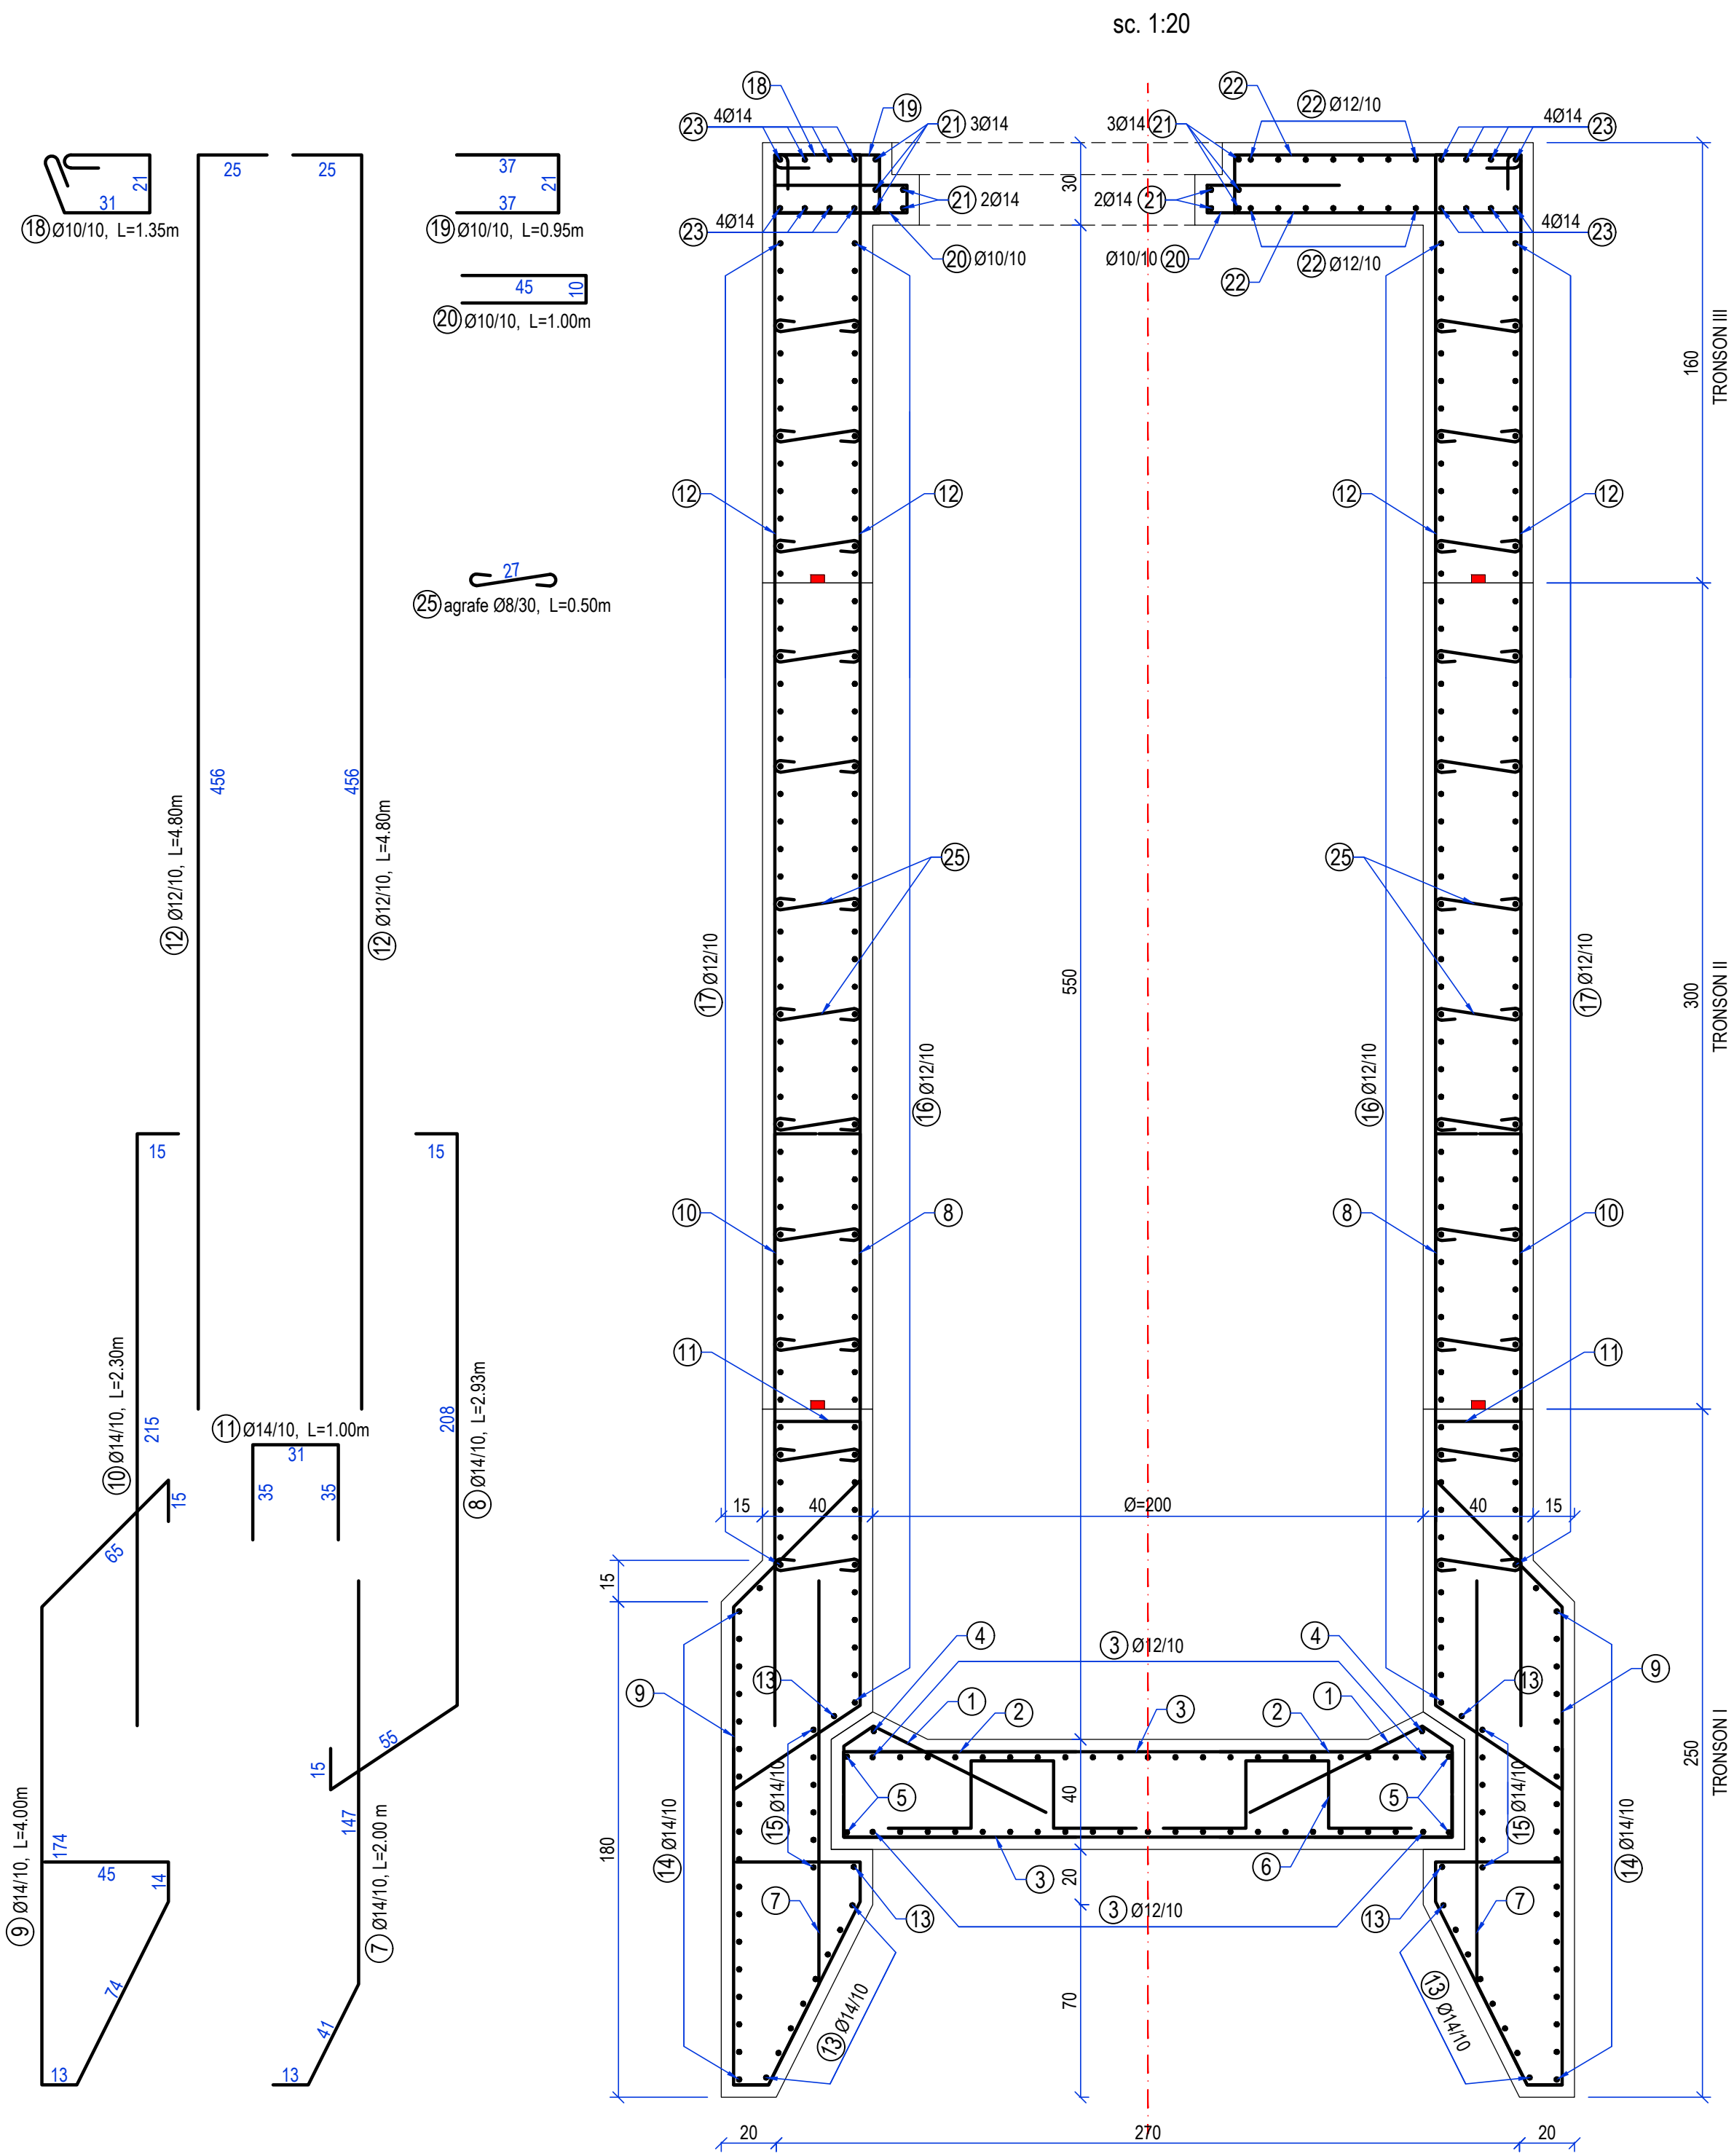 sc. 1:20
18
4Ø14
23
19
21 3Ø14
3Ø14 21
22
22 Ø12/10
4Ø14
23
31
21
18 Ø10/10, L=1.35m
25
25
37
37
21
19 Ø10/10, L=0.95m
45
10
20 Ø10/10, L=1.00m
30
21 2Ø14
2Ø14 21
4Ø14
23
4Ø14
23
20 Ø10/10
Ø10/10 20
22
22 Ø12/10
160
TRONSON III
12
12
12
12
27
25 agrafe Ø8/30, L=0.50m
456
456
12 Ø12/10, L=4.80m
12 Ø12/10, L=4.80m
25
25
17 Ø12/10
17 Ø12/10
550
300
TRONSON II
16 Ø12/10
16 Ø12/10
15
15
10
8
8
10
10 Ø14/10, L=2.30m
215
208
8 Ø14/10, L=2.93m
11 Ø14/10, L=1.00m
31
35
35
11
11
15
65
15
40
Ø=200
40
15
15
4
3 Ø12/10
4
13
13
9
9
1
2
3
2
1
55
15
147
5
5
40
15 Ø14/10
15 Ø14/10
250
TRONSON I
9 Ø14/10, L=4.00m
174
45
14
180
14 Ø14/10
14 Ø14/10
3
20
6
7
7
13
13
3 Ø12/10
7 Ø14/10, L=2.00 m
74
41
13
13
70
13 Ø14/10
13 Ø14/10
20
270
20